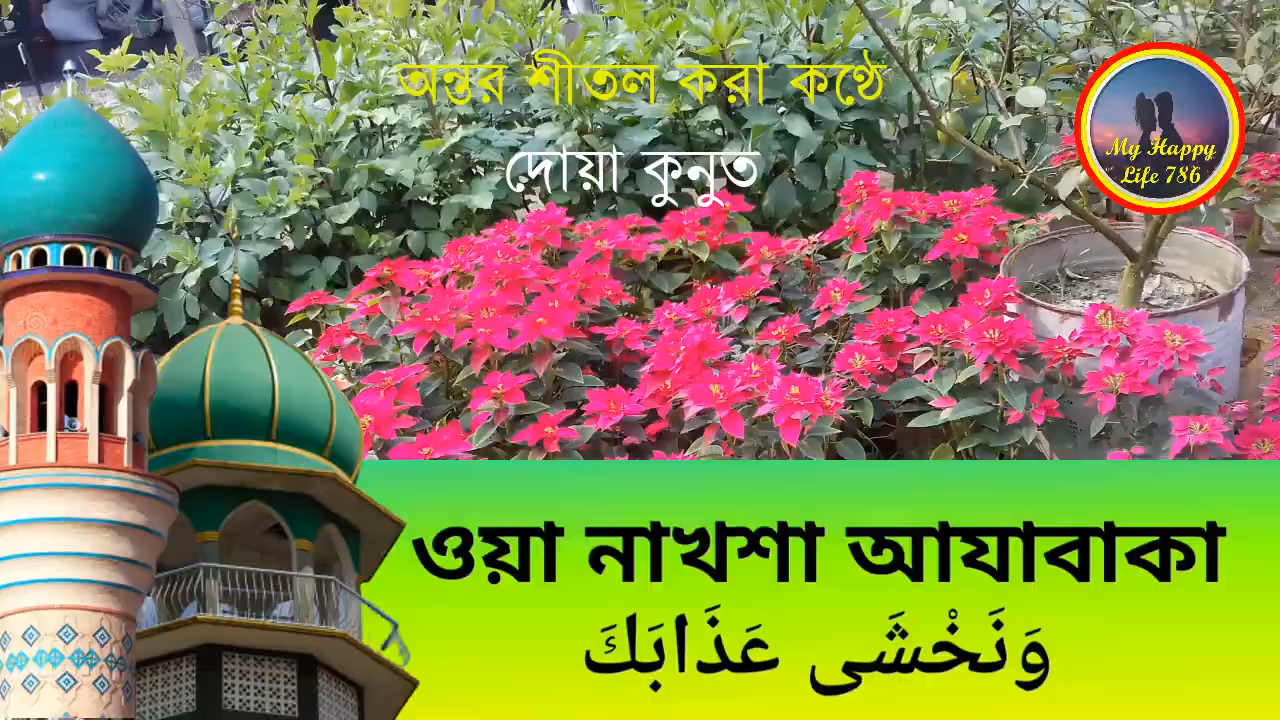 অন্তর শীতল করা কণ্ঠে
দোয়া কুনুত
My Happy
Life 786
ওয়া নাখশা আযাবাকা
وَنَخْشَى عَذَابَكَ